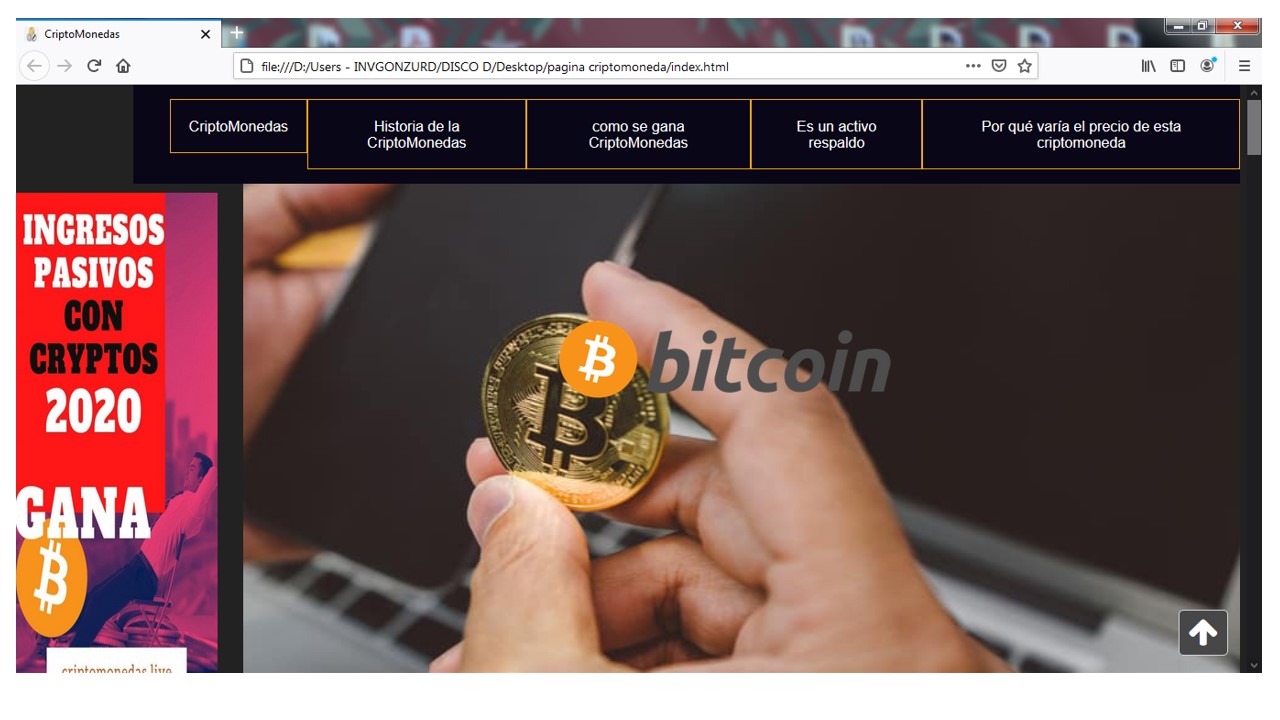 CriptoMonedas
file:///D:/Users - INVGONZURD/DISCO D/Desktop/pagina criptomoneda/index.html
CriptoMonedas
Historia de la
CriptoMonedas
como se gana
CriptoMonedas
Es un activo
respaldo
Por qué varía el precio de esta
criptomoneda
INGRESOS
PASIVOS
CON
CRYPTOS
2020
GANA
criptomonedas.live
bitcoin